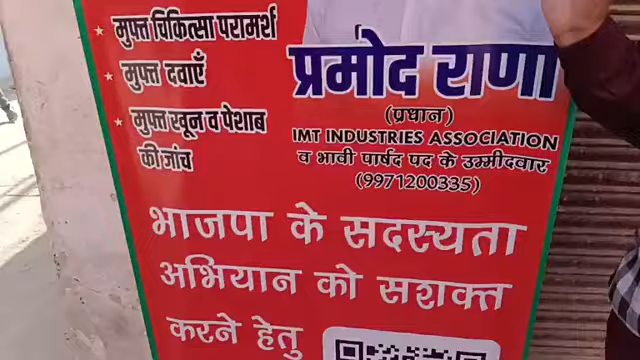 ★ मुफ्त चिकित्सा परामर्श
★ मुफ्त दवाएँ
★ मुफ्त खून व पेशाब
की जांच
प्रमोद राणा
(प्रधान)
IMT INDUSTRIES ASSOCIATION
व भावी पार्षद पद के उम्मीदवार
(9971200335)
भाजपा के सदस्यता
अभियान को सशक्त
करने हेतु